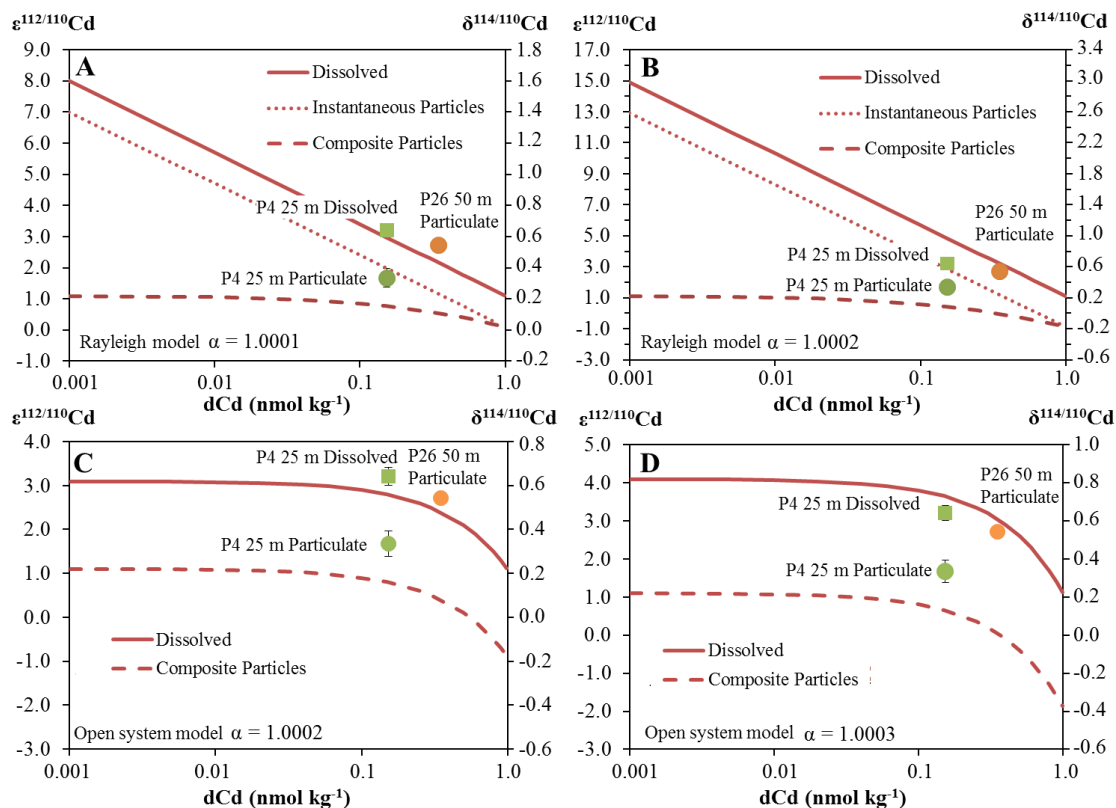 ε¹¹²/¹¹⁰Cd
δ¹¹⁴/¹¹⁰Cd
A
9.0
8.0
7.0
6.0
5.0
4.0
3.0
2.0
1.0
0.0
-1.0
1.8
1.6
1.4
1.2
1.0
0.8
0.6
0.4
0.2
0.0
-0.2
Dissolved
Instantaneous Particles
Composite Particles
P4 25 m Dissolved
P26 50 m
Particulate
P4 25 m Particulate
Rayleigh model α = 1.0001
0.001
0.01
0.1
1.0
dCd (nmol kg⁻¹)
ε¹¹²/¹¹⁰Cd
δ¹¹⁴/¹¹⁰Cd
B
17.0
15.0
13.0
11.0
9.0
7.0
5.0
3.0
1.0
-1.0
-3.0
3.4
3.0
2.6
2.2
1.8
1.4
1.0
0.6
0.2
-0.2
-0.6
Dissolved
Instantaneous Particles
Composite Particles
P26 50 m
Particulate
P4 25 m Dissolved
P4 25 m Particulate
Rayleigh model α = 1.0002
0.001
0.01
0.1
1.0
dCd (nmol kg⁻¹)
ε¹¹²/¹¹⁰Cd
δ¹¹⁴/¹¹⁰Cd
C
4.0
3.0
2.0
1.0
0.0
-1.0
-2.0
-3.0
0.8
0.6
0.4
0.2
0.0
-0.2
-0.4
-0.6
P4 25 m Dissolved
P26 50 m
Particulate
P4 25 m Particulate
Dissolved
Composite Particles
Open system model α = 1.0002
0.001
0.01
0.1
1.0
dCd (nmol kg⁻¹)
ε¹¹²/¹¹⁰Cd
δ¹¹⁴/¹¹⁰Cd
D
5.0
4.0
3.0
2.0
1.0
0.0
-1.0
-2.0
-3.0
1.0
0.8
0.6
0.4
0.2
0.0
-0.2
-0.4
-0.6
P26 50 m
Particulate
P4 25 m Dissolved
P4 25 m Particulate
Dissolved
Composite Particles
Open system model α = 1.0003
0.001
0.01
0.1
1.0
dCd (nmol kg⁻¹)